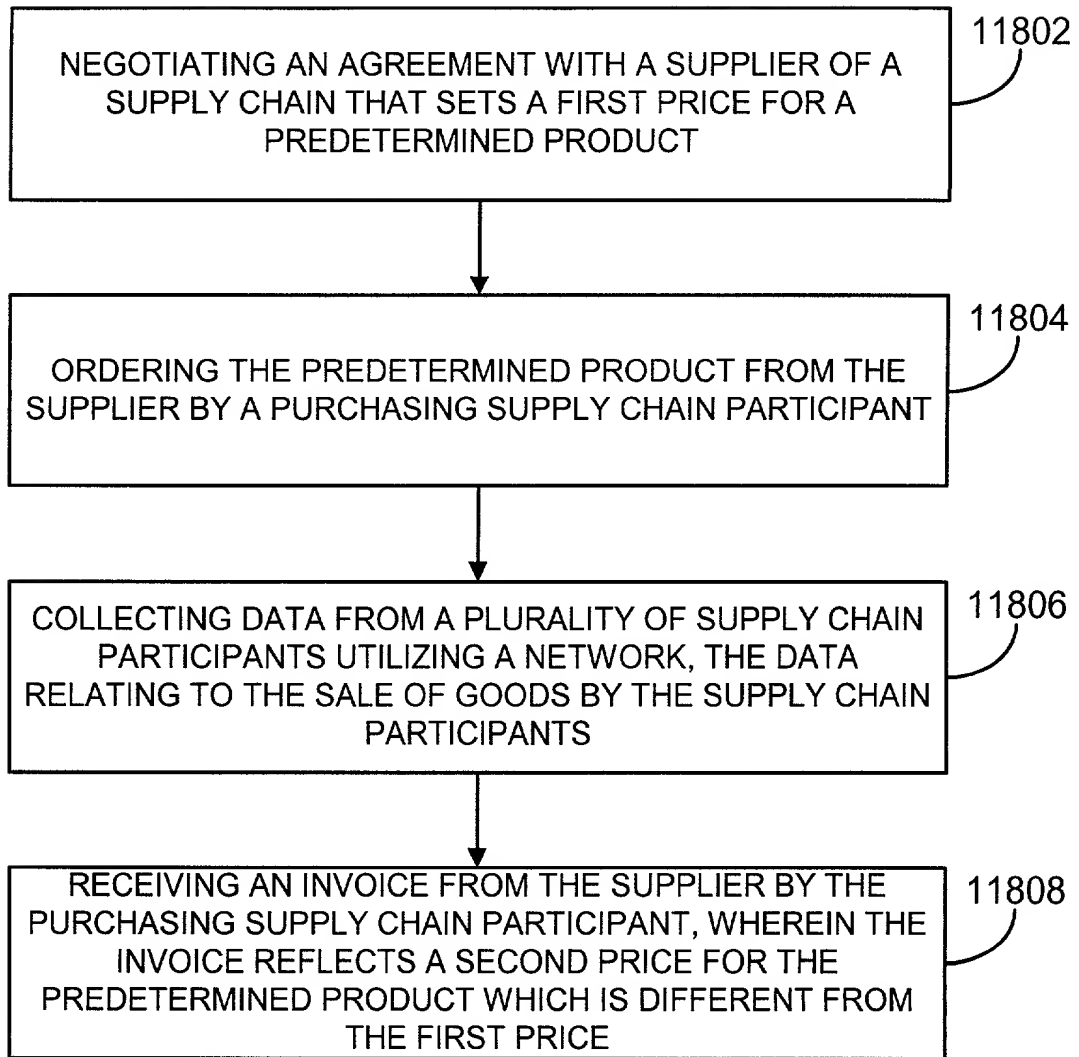 11802
NEGOTIATING AN AGREEMENT WITH A SUPPLIER OF A
SUPPLY CHAIN THAT SETS A FIRST PRICE FOR A
PREDETERMINED PRODUCT
11804
ORDERING THE PREDETERMINED PRODUCT FROM THE
SUPPLIER BY A PURCHASING SUPPLY CHAIN PARTICIPANT
11806
COLLECTING DATA FROM A PLURALITY OF SUPPLY CHAIN
PARTICIPANTS UTILIZING A NETWORK, THE DATA
RELATING TO THE SALE OF GOODS BY THE SUPPLY CHAIN
PARTICIPANTS
11808
RECEIVING AN INVOICE FROM THE SUPPLIER BY THE
PURCHASING SUPPLY CHAIN PARTICIPANT, WHEREIN THE
INVOICE REFLECTS A SECOND PRICE FOR THE
PREDETERMINED PRODUCT WHICH IS DIFFERENT FROM
THE FIRST PRICE